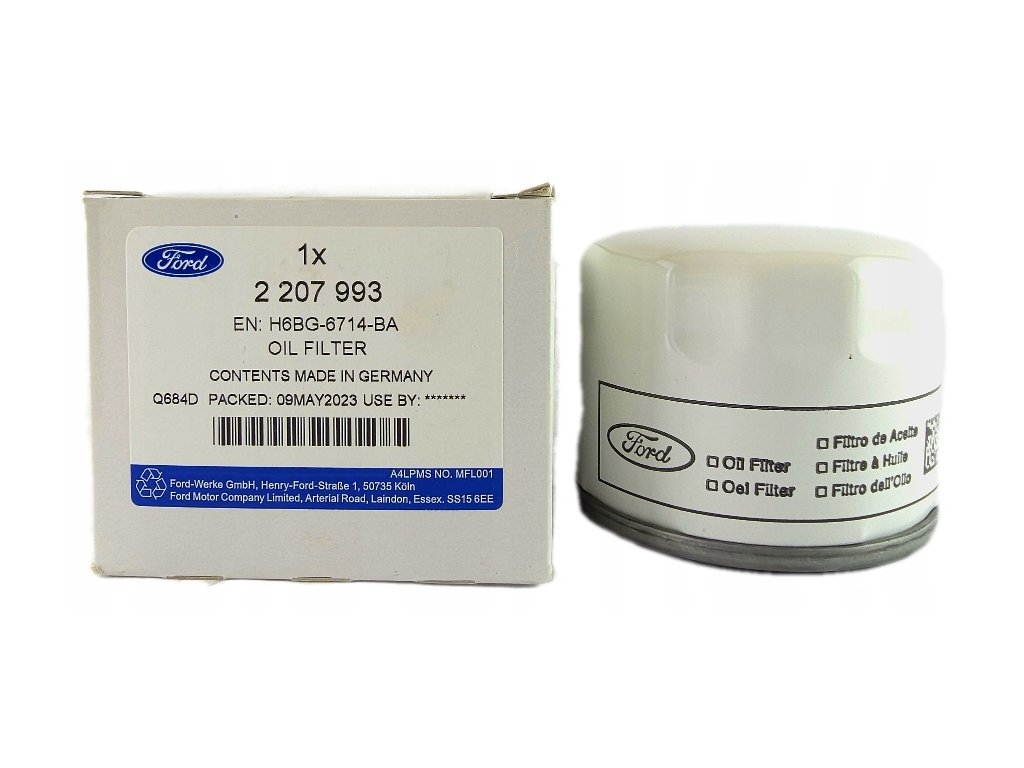 Ford
1x
2 207 993
EN: H6BG-6714-BA
OIL FILTER
CONTENTS MADE IN GERMANY
Q684D PACKED: 09MAY2023 USE BY: *******
A4LPMS NO. MFL001
Ford-Werke GmbH, Henry-Ford-Straße 1, 50735 Köln
Ford Motor Company Limited, Arterial Road, Laindon, Essex. SS15 6EE
Ford
Oil Filter
Oel Filter
Filtro de Aceite
Filtre à Huile
Filtro dell'Olio